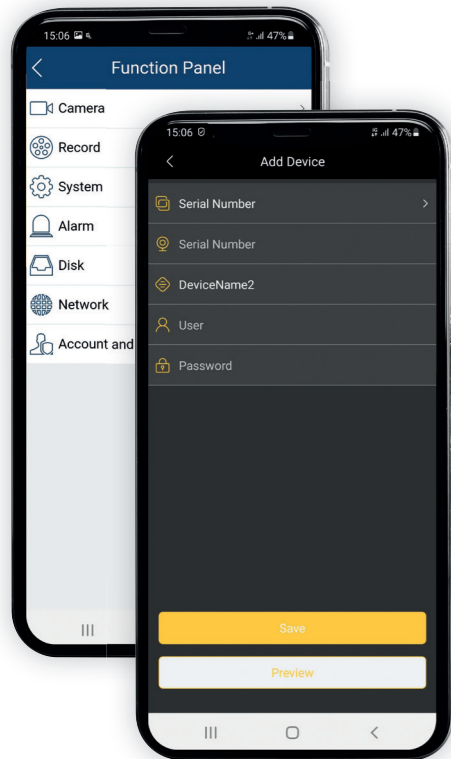 15:06
47%
Function Panel
Camera
Record
System
Alarm
Disk
Network
Account and
15:06
47%
Add Device
Serial Number
Serial Number
DeviceName2
User
Password
Save
Preview